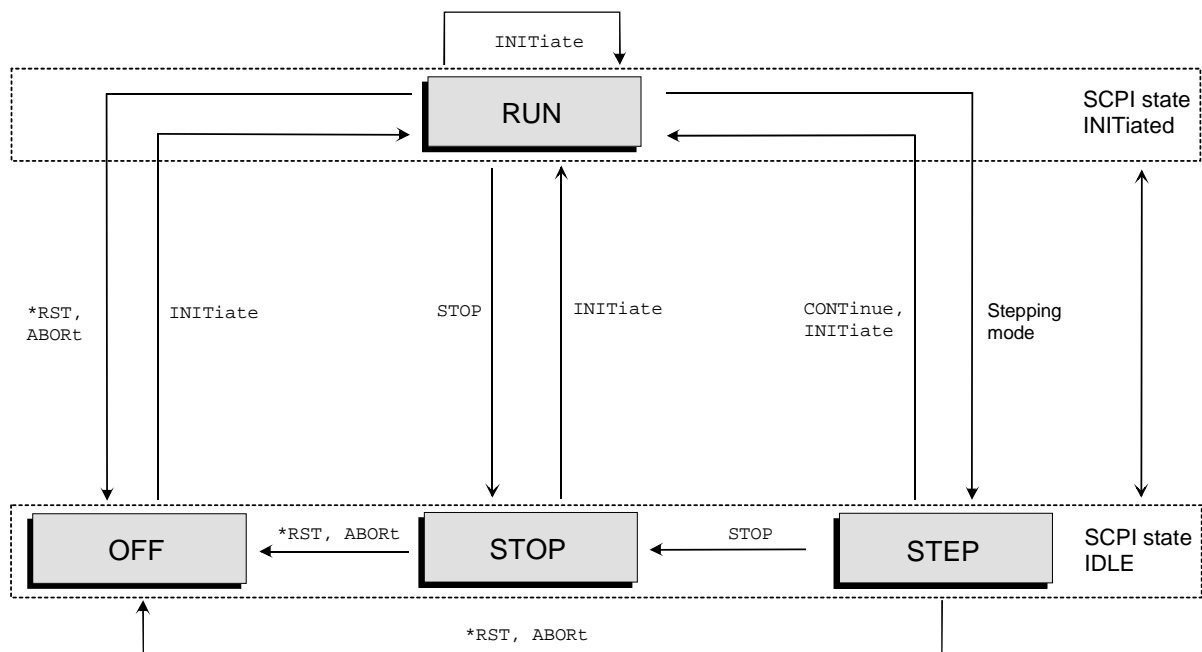 INITiate
RUN
SCPI state
INITiated
*RST,
ABORt
INITiate
STOP
INITiate
CONTinue,
INITiate
Stepping
mode
OFF
*RST, ABORt
STOP
STOP
STEP
SCPI state
IDLE
*RST, ABORt